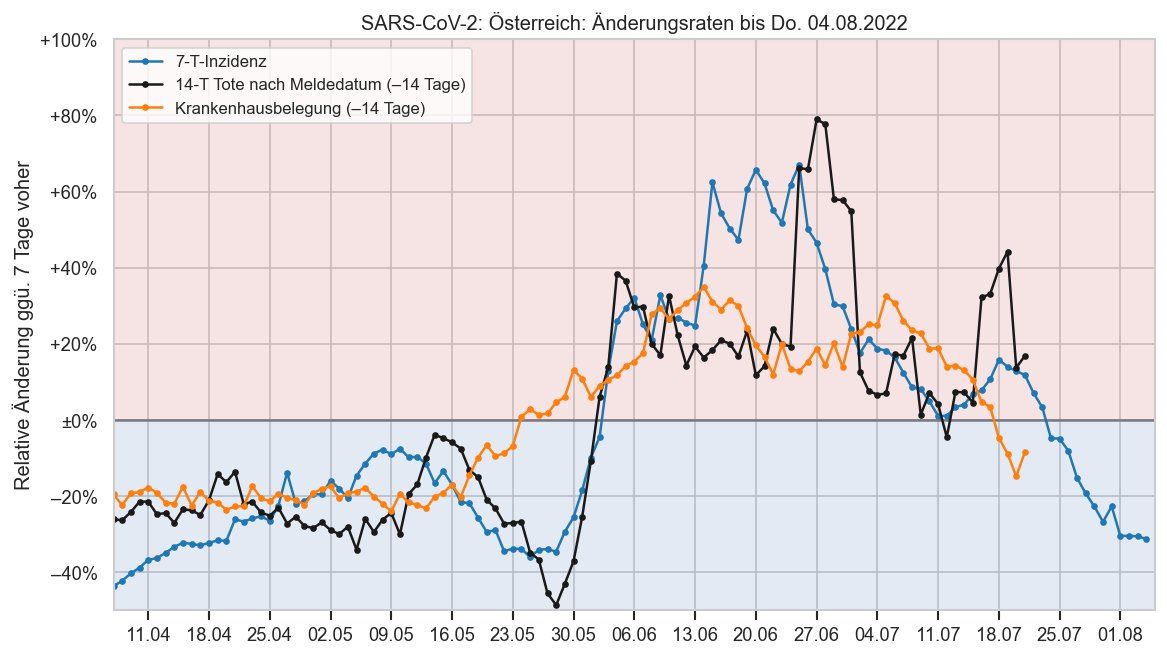 SARS-CoV-2: Österreich: Änderungsraten bis Do. 04.08.2022
7-T-Inzidenz
14-T Tote nach Meldedatum (‒14 Tage)
Krankenhausbelegung (‒14 Tage)
Relative Änderung ggü. 7 Tage voher
+100%
+80%
+60%
+40%
+20%
±0%
‒20%
‒40%
11.04 18.04 25.04 02.05 09.05 16.05 23.05 30.05 06.06 13.06 20.06 27.06 04.07 11.07 18.07 25.07 01.08